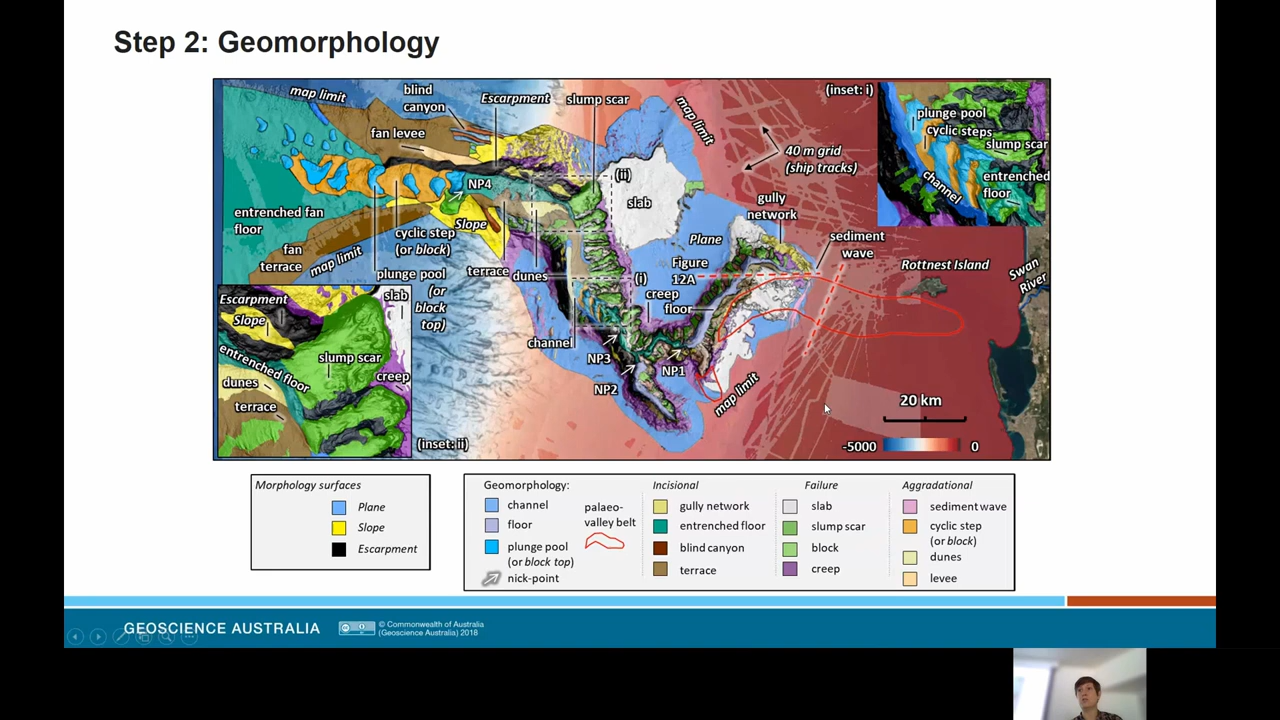 Step 2: Geomorphology
map limit
blind
canyon
Escarpment
slump scar
map limit
(inset: i)
fan levee
plunge pool
cyclic steps
slump scar
40 m grid
(ship tracks)
(ii)
NP4
slab
gully
network
channel
entrenched
floor
entrenched fan
floor
cyclic step
(or block)
Slope
Plane
sediment
wave
fan
terrace
map limit
Figure
12A
Rottnest Island
Swan
River
plunge pool
(or
block
top)
terrace
dunes
(i)
creep
floor
Escarpment
Slope
slab
channel
slump scar
entrenched floor
creep
dunes
terrace
NP3
NP2
NP1
map limit
20 km
(inset: ii)
-5000
0
Morphology surfaces
Plane
Slope
Escarpment
Geomorphology:
channel
floor
plunge pool
(or block top)
nick-point
palaeo-
valley belt
Incisional
gully network
entrenched floor
blind canyon
terrace
Failure
slab
slump scar
block
creep
Aggradational
sediment wave
cyclic step
(or block)
dunes
levee
GEOSCIENCE AUSTRALIA
© Commonwealth of Australia
(Geoscience Australia) 2018